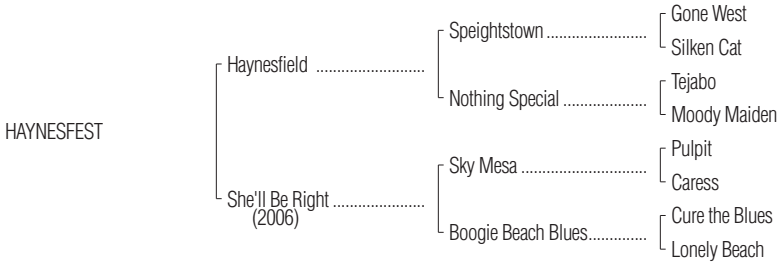 Gone West
Speightstown ........................
Silken Cat
Haynesfield ..........................
Tejabo
Nothing Special ....................
Moody Maiden
HAYNESFEST
Pulpit
Sky Mesa ..............................
Caress
She'll Be Right ......................
(2006)
Cure the Blues
Boogie Beach Blues..............
Lonely Beach